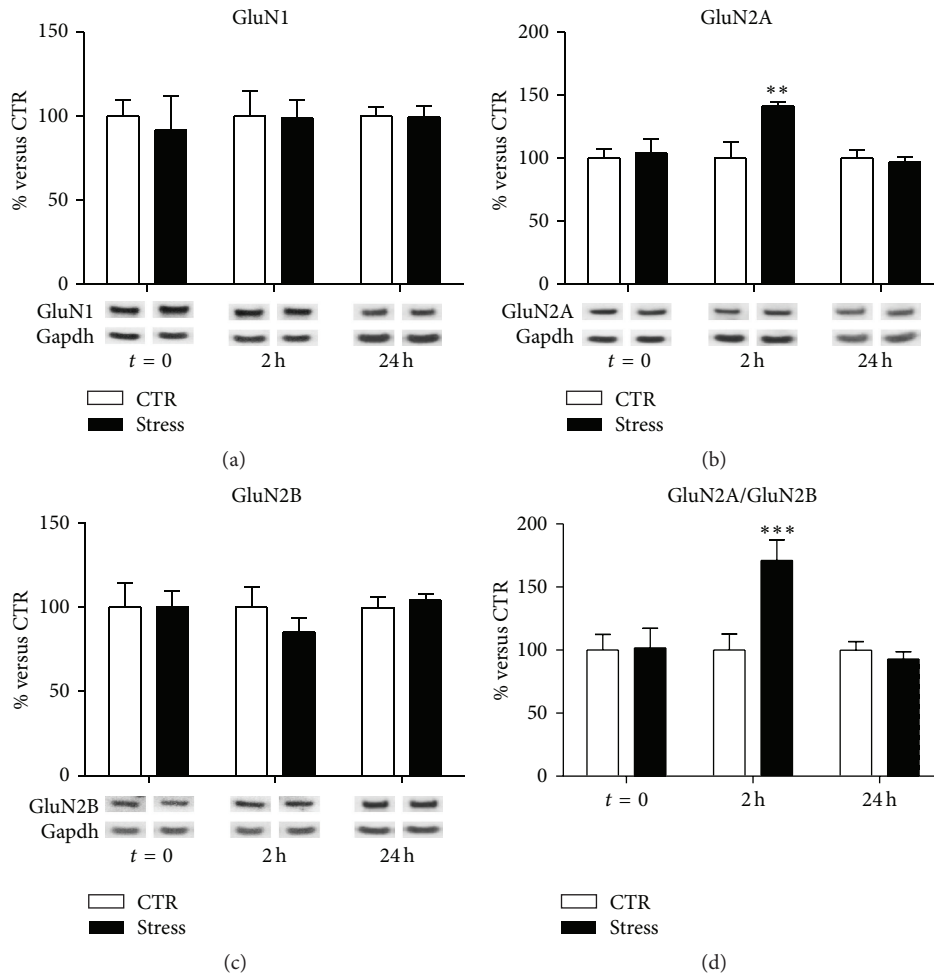 GluN1
150
100
50
0
% versus CTR
GluN1
Gapdh
t = 0
2 h
24 h
CTR
Stress
(a)
GluN2A
200
150
100
50
0
% versus CTR
**
GluN2A
Gapdh
t = 0
2 h
24 h
CTR
Stress
(b)
GluN2B
150
100
50
0
% versus CTR
GluN2B
Gapdh
t = 0
2 h
24 h
CTR
Stress
(c)
GluN2A/GluN2B
200
150
100
50
0
% versus CTR
***
t = 0
2 h
24 h
CTR
Stress
(d)